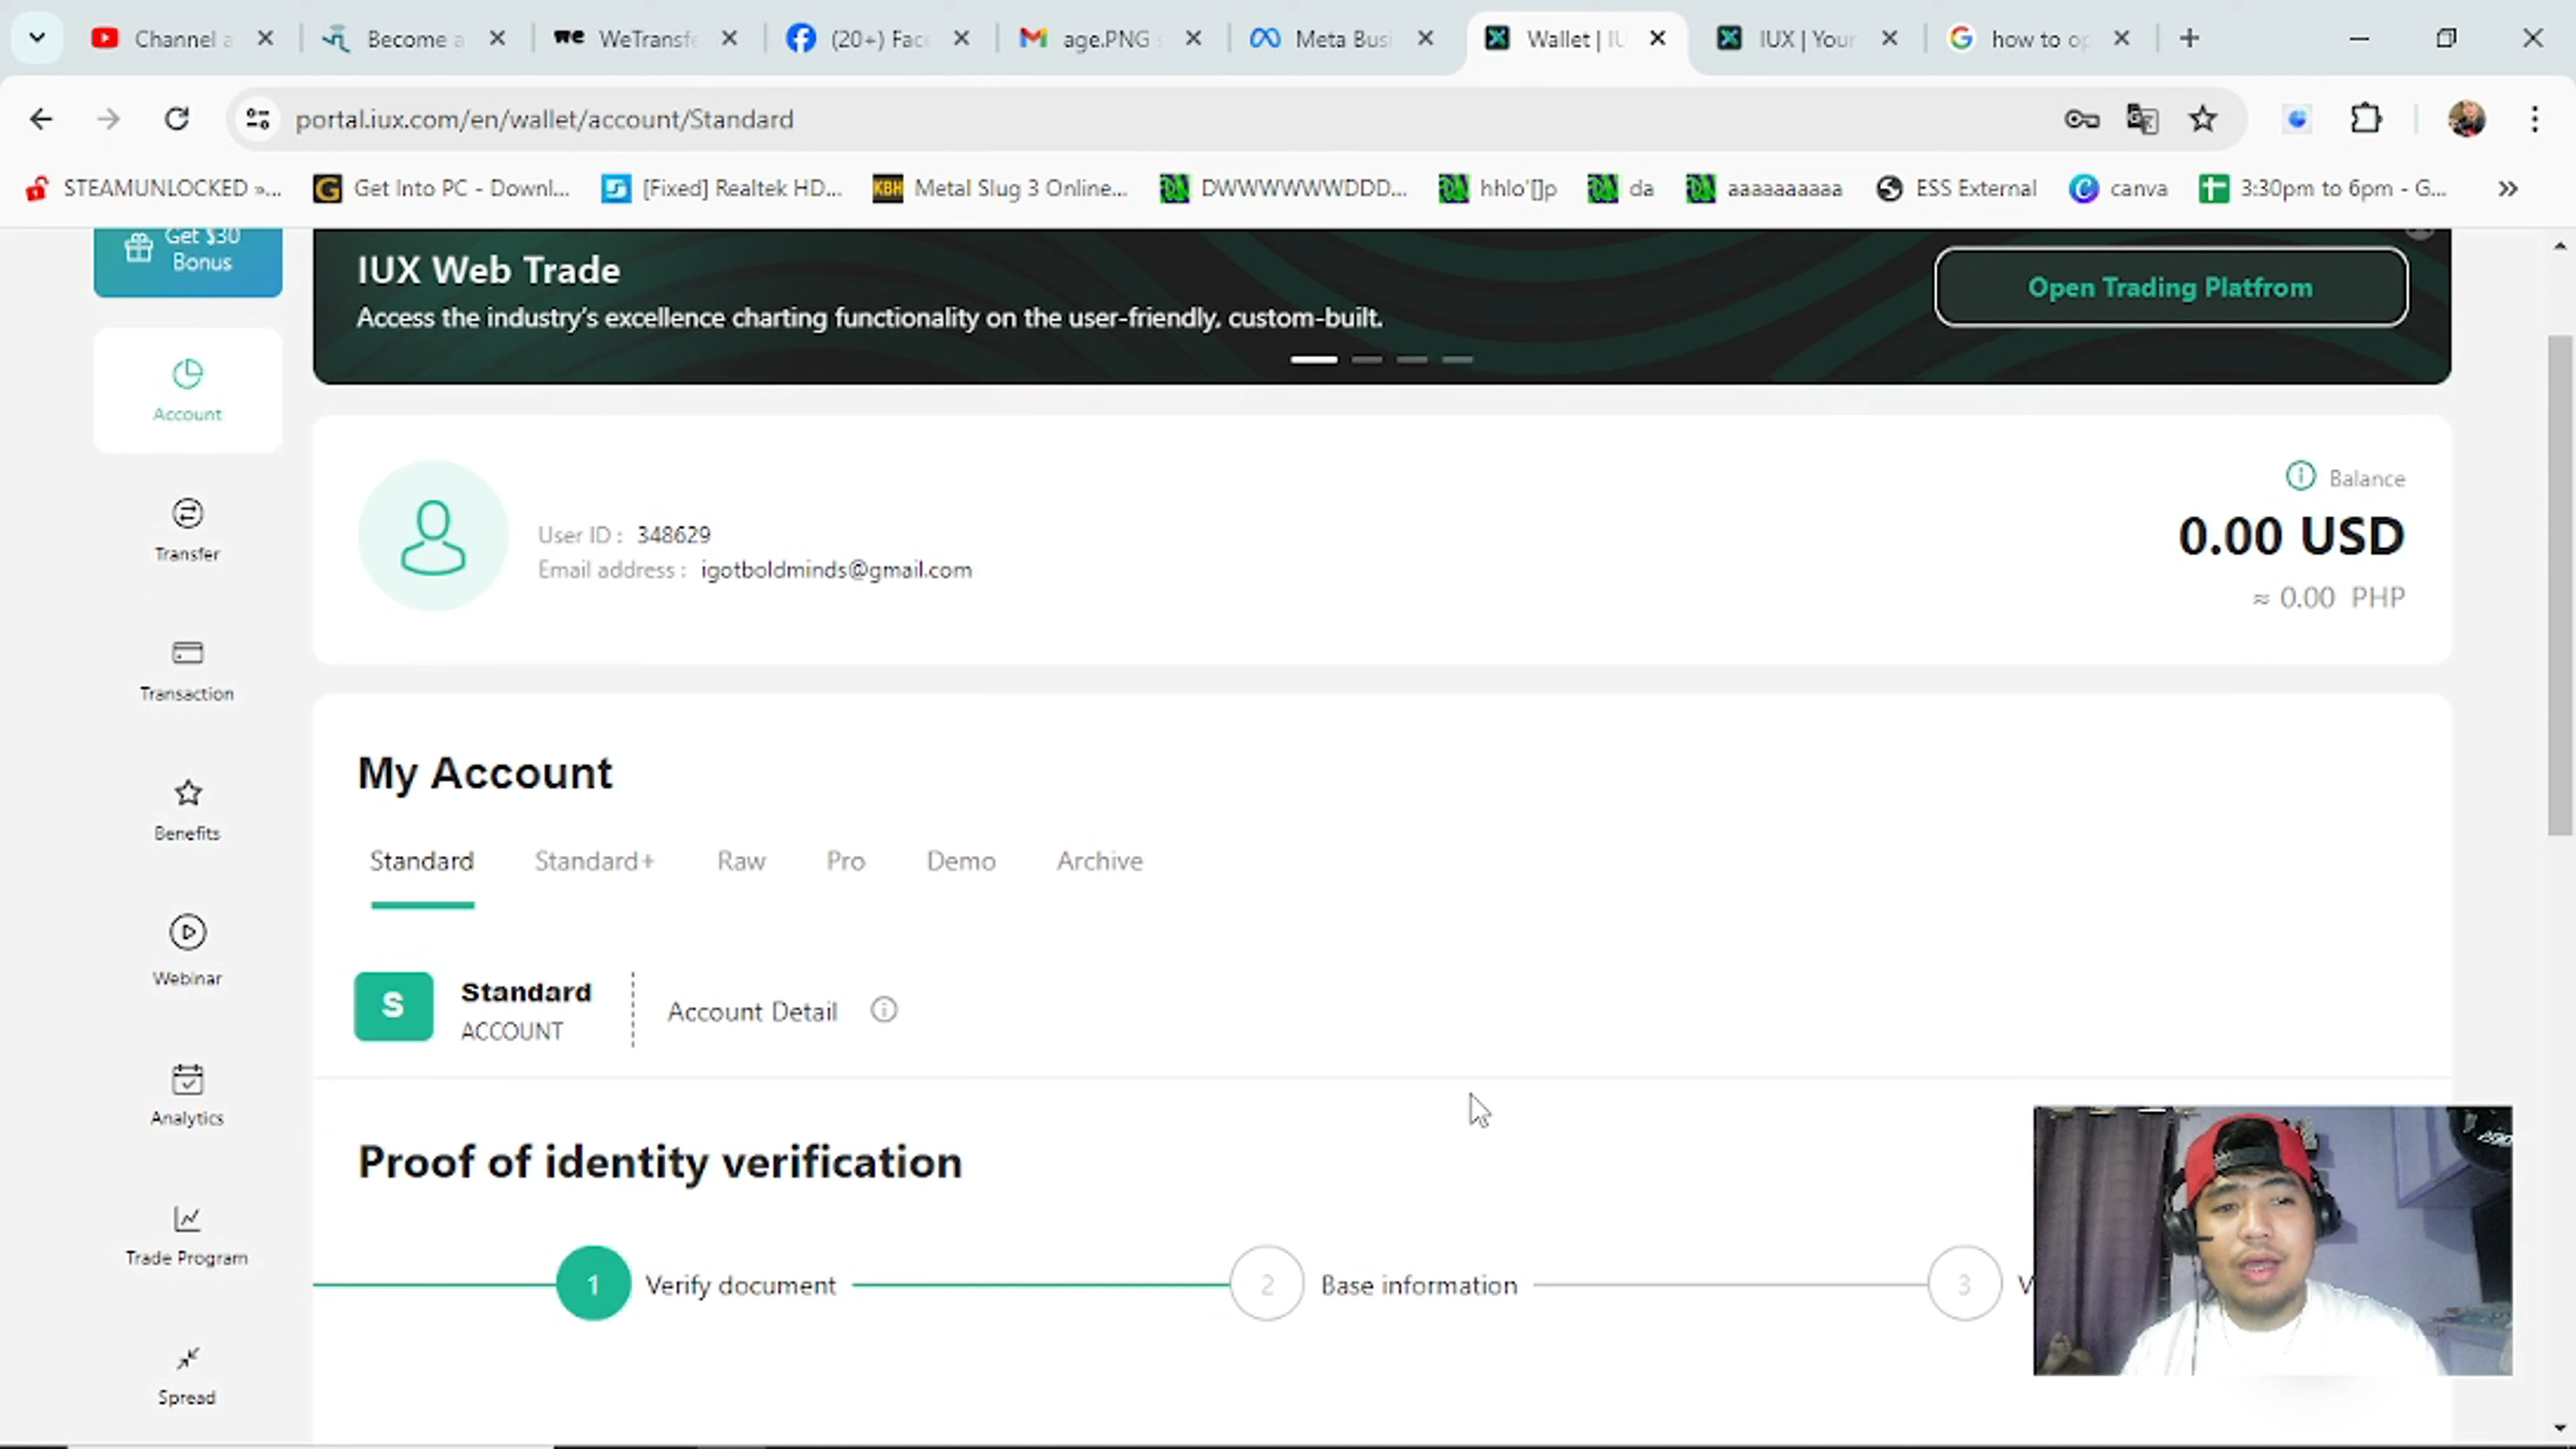 Channel a
Become a
WeTransfe
(20+) Face
age.PNG
Meta Busi
Wallet | IU
IUX | Your
how to op
portal.iux.com/en/wallet/account/Standard
STEAMUNLOCKED »...
Get Into PC - Downl...
[Fixed] Realtek HD...
KBH
Metal Slug 3 Online...
DWWWWWWDDD...
hhlo'[]p
da
aaaaaaaaaa
ESS External
canva
3:30pm to 6pm - G...
Get $30
Bonus
IUX Web Trade
Access the industry's excellence charting functionality on the user-friendly, custom-built.
Open Trading Platfrom
Account
Transfer
Transaction
Benefits
Webinar
Analytics
Trade Program
Spread
User ID : 348629
Email address : igotboldminds@gmail.com
Balance
0.00 USD
≈ 0.00 PHP
My Account
Standard
Standard+
Raw
Pro
Demo
Archive
S
Standard
ACCOUNT
Account Detail
Proof of identity verification
1 Verify document
2 Base information
3 V